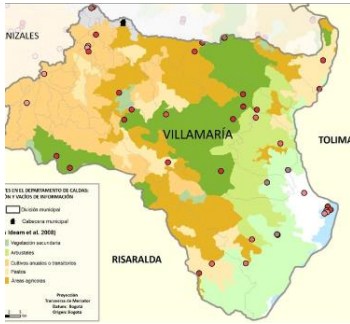 NIZALES
VILLAMARÍA
TOLIMA
RISARALDA
ES EN EL DEPARTAMENTO DE CALDAS:
N Y VACÍOS DE INFORMACIÓN
División municipal
Cabecera municipal
(Ideam et al. 2008)
Vegetación secundaria
Arbustales
Cultivos anuales o transitorios
Pastos
Áreas agrícolas
Proyección
Transversa de Mercator
Datum: Bogotá
Origen: Bogotá